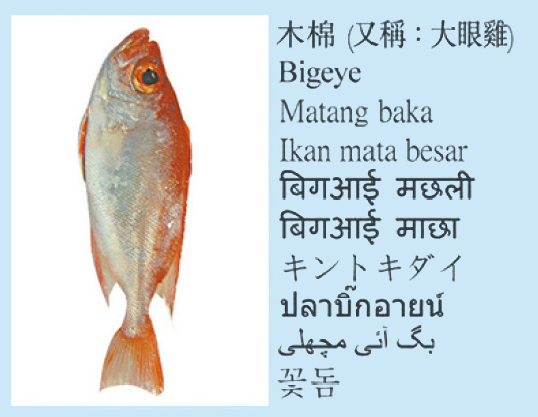 木棉 (又稱：大眼雞)
Bigeye
Matang baka
Ikan mata besar
बिगआई मछली
बिगआई माछा
キントキダイ
ปลาบิ๊กอายน์
بگ آئی مچھلی
꽃돔